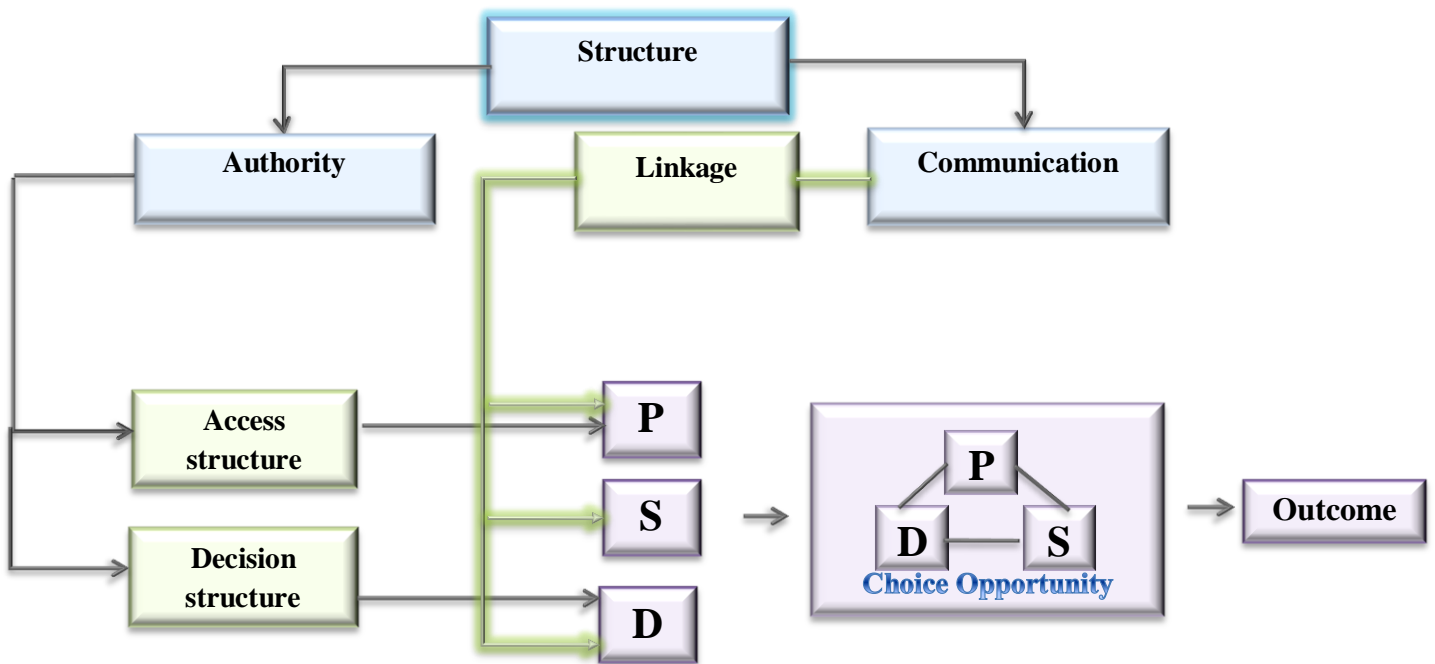 Structure
Authority
Linkage
Communication
Access
structure
Decision
structure
P
S
D
P
D
S
Choice Opportunity
Outcome